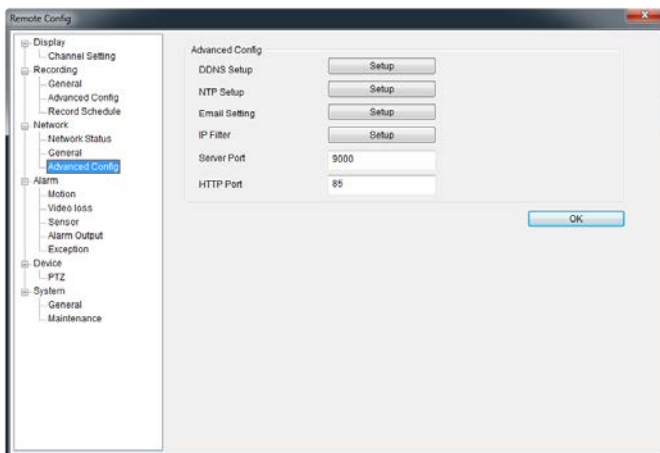 Remote Config
Display
Channel Setting
Recording
General
Advanced Config
Record Schedule
Network
Network Status
General
Advanced Config
Alarm
Motion
Video loss
Sensor
Alarm Output
Exception
Device
PTZ
System
General
Maintenance
Advanced Config
DDNS Setup Setup
NTP Setup Setup
Email Setting Setup
IP Filter Setup
Server Port 9000
HTTP Port 85
OK